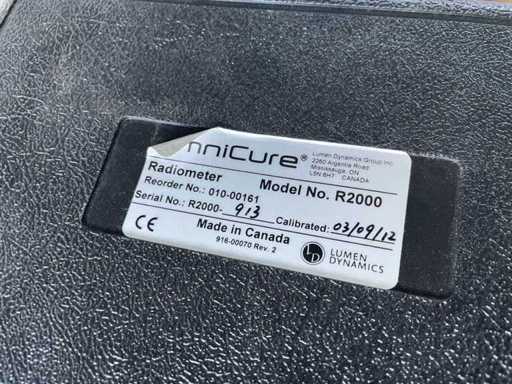 nniCure®
Lumen Dynamics Group Inc.
2260 Argentia Road
Mississauga, ON
L5N 6H7 CANADA
Radiometer Model No. R2000
Reorder No.: 010-00161
Serial No.: R2000- 913 Calibrated: 03/09/12
CE Made in Canada
916-00070 Rev. 2
LD LUMEN
DYNAMICS